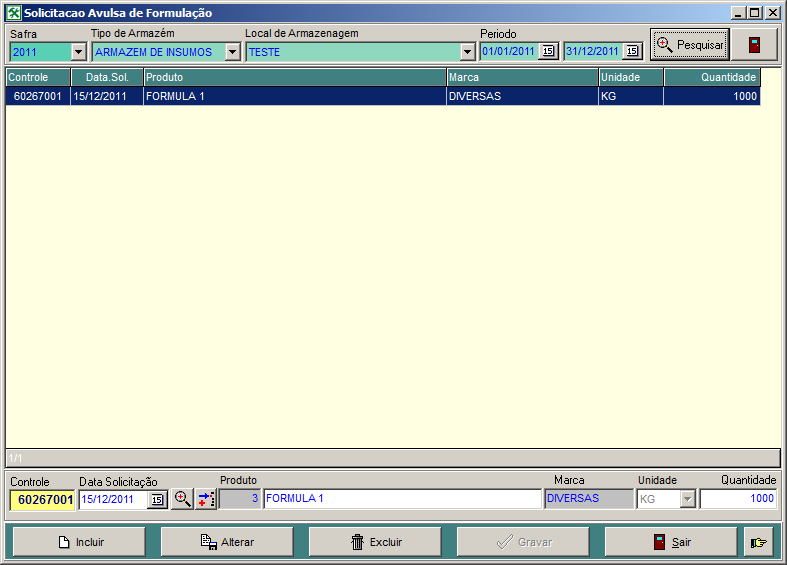 Solicitacao Avulsa de Formulação
Safra Tipo de Armazém Local de Armazenagem Periodo
2011 ARMAZEM DE INSUMOS TESTE 01/01/2011 15 31/12/2011 15 Pesquisar
Controle Data.Sol. Produto Marca Unidade Quantidade
60267001 15/12/2011 FORMULA 1 DIVERSAS KG 1000
1/1
Controle Data Solicitação Produto Marca Unidade Quantidade
60267001 15/12/2011 15 3 FORMULA 1 DIVERSAS KG 1000
Incluir Alterar Excluir Gravar Sair